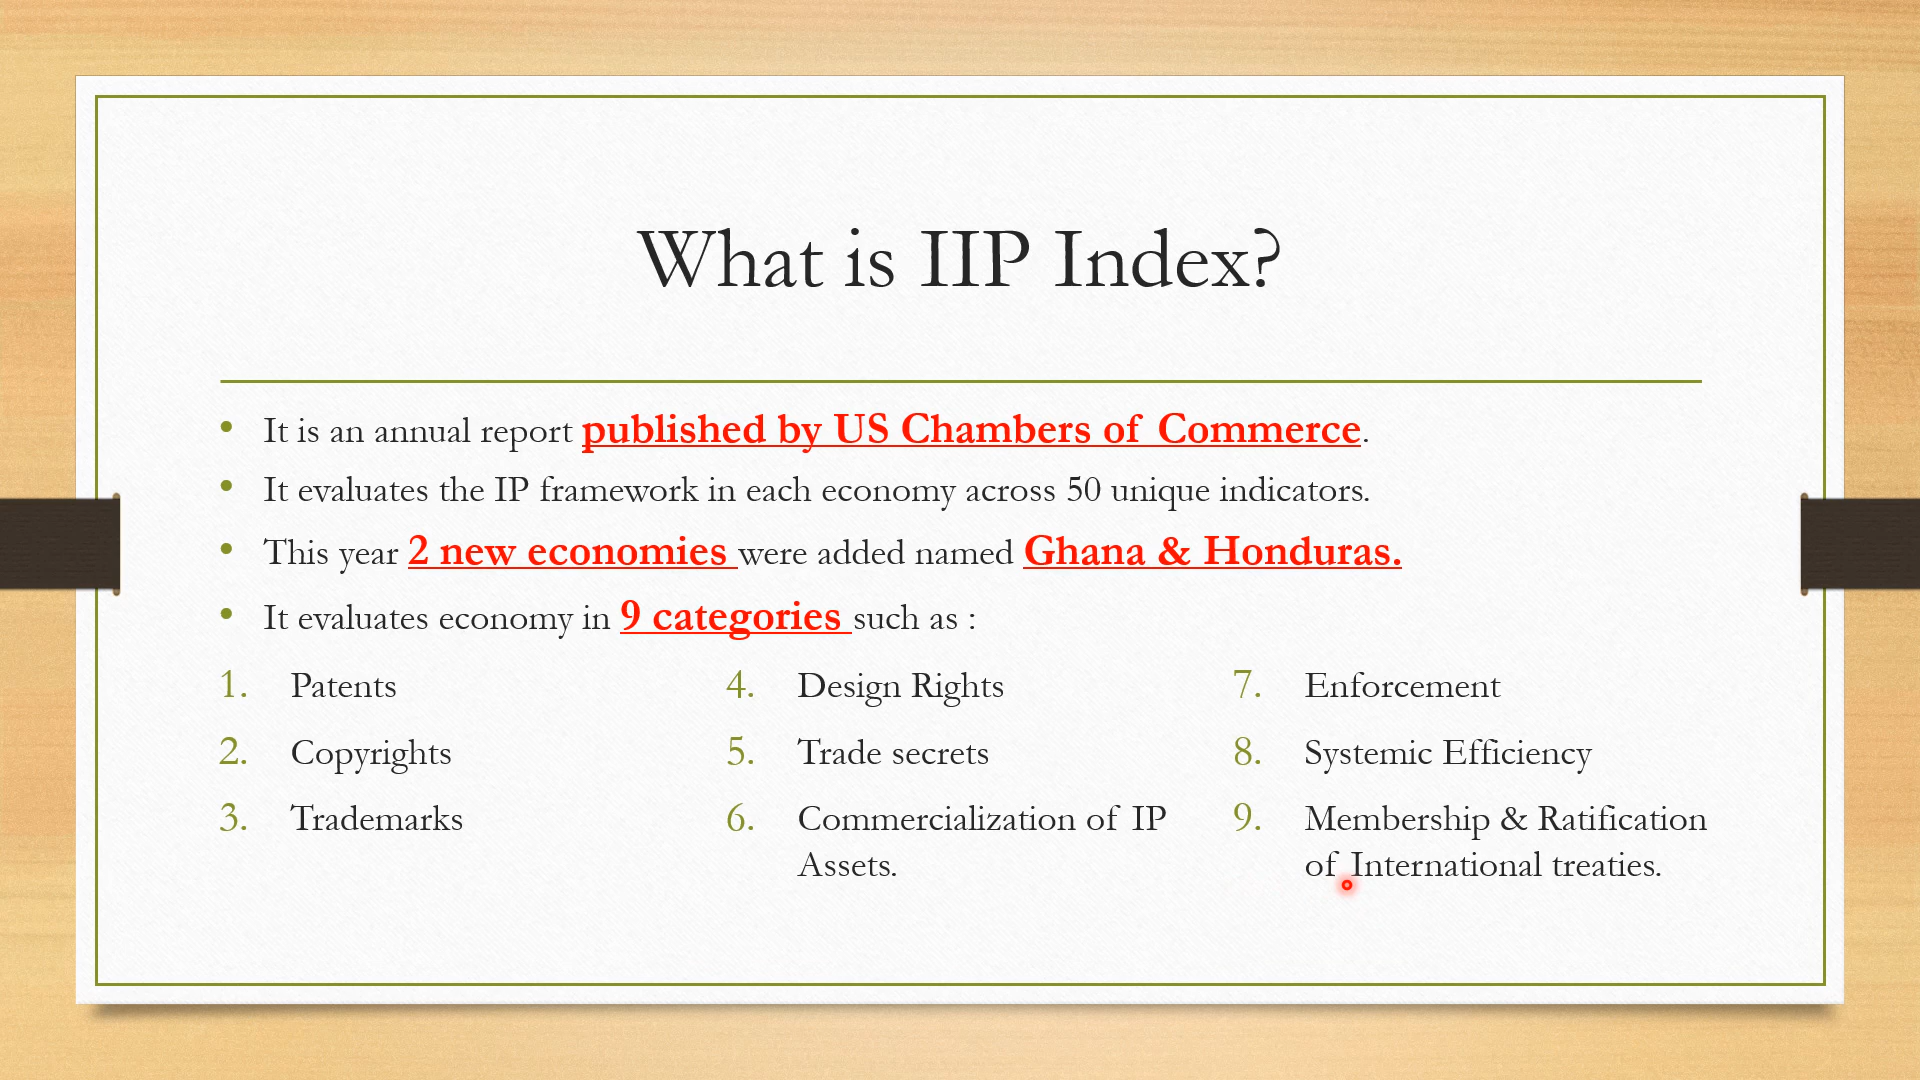 What is IIP Index?
• It is an annual report published by US Chambers of Commerce.
• It evaluates the IP framework in each economy across 50 unique indicators.
• This year 2 new economies were added named Ghana & Honduras.
• It evaluates economy in 9 categories such as :
1. Patents
2. Copyrights
3. Trademarks
4. Design Rights
5. Trade secrets
6. Commercialization of IP
Assets.
7. Enforcement
8. Systemic Efficiency
9. Membership & Ratification
of International treaties.